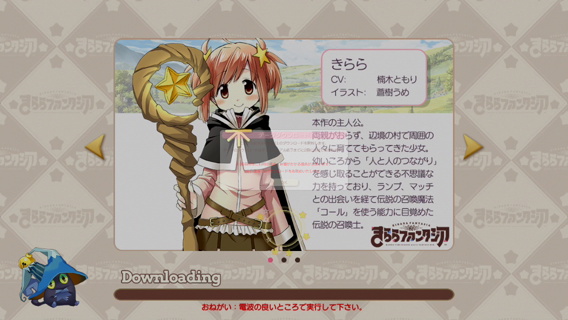 きらら
CV: 楠木ともり
イラスト: 蒼樹うめ
本作の主人公。
両親がおらず、辺境の村で周囲の
人々に育ててもらってきた少女。
幼いころから「人と人のつながり」
を感じ取ることができる不思議な
力を持っており、ランプ、マッチ
との出会いを経て伝説の召喚魔法
「コール」を使う能力に目覚めた
伝説の召喚士。
きららファンタジア
Downloading
おねがい：電波の良いところで実行して下さい。